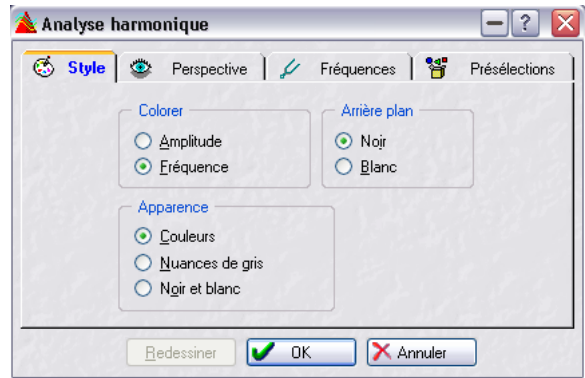 Analyse harmonique
Style Perspective Fréquences Présélections
Colorer
Amplitude
Fréquence
Arrière plan
Noir
Blanc
Apparence
Couleurs
Nuances de gris
Noir et blanc
Redessiner OK Annuler